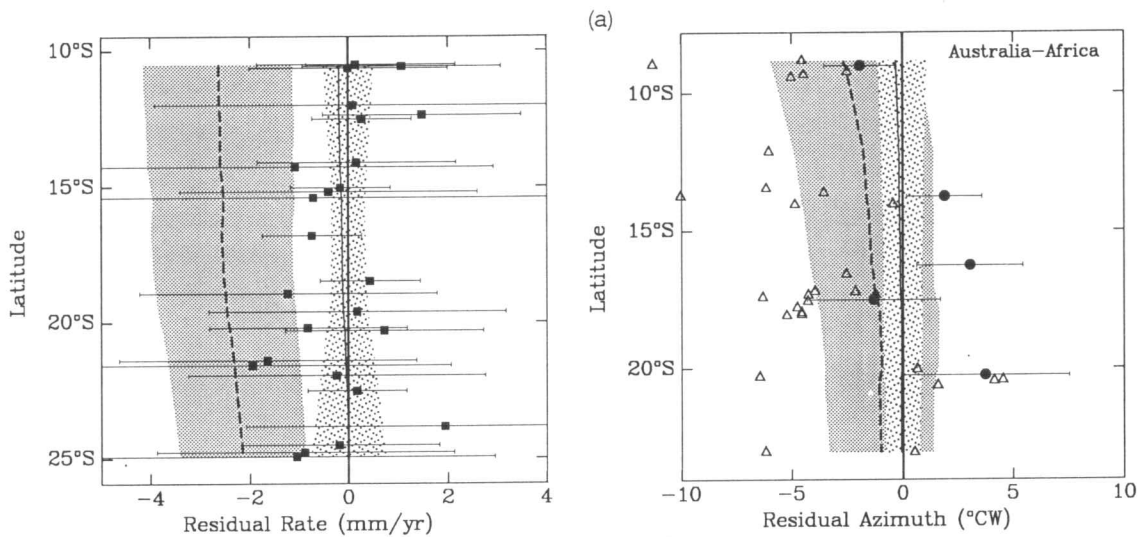 (a)
10°S
15°S
20°S
25°S
Latitude
−4
−2
0
2
4
Residual Rate (mm/yr)
Australia−Africa
10°S
15°S
20°S
Latitude
−10
−5
0
5
10
Residual Azimuth (°CW)